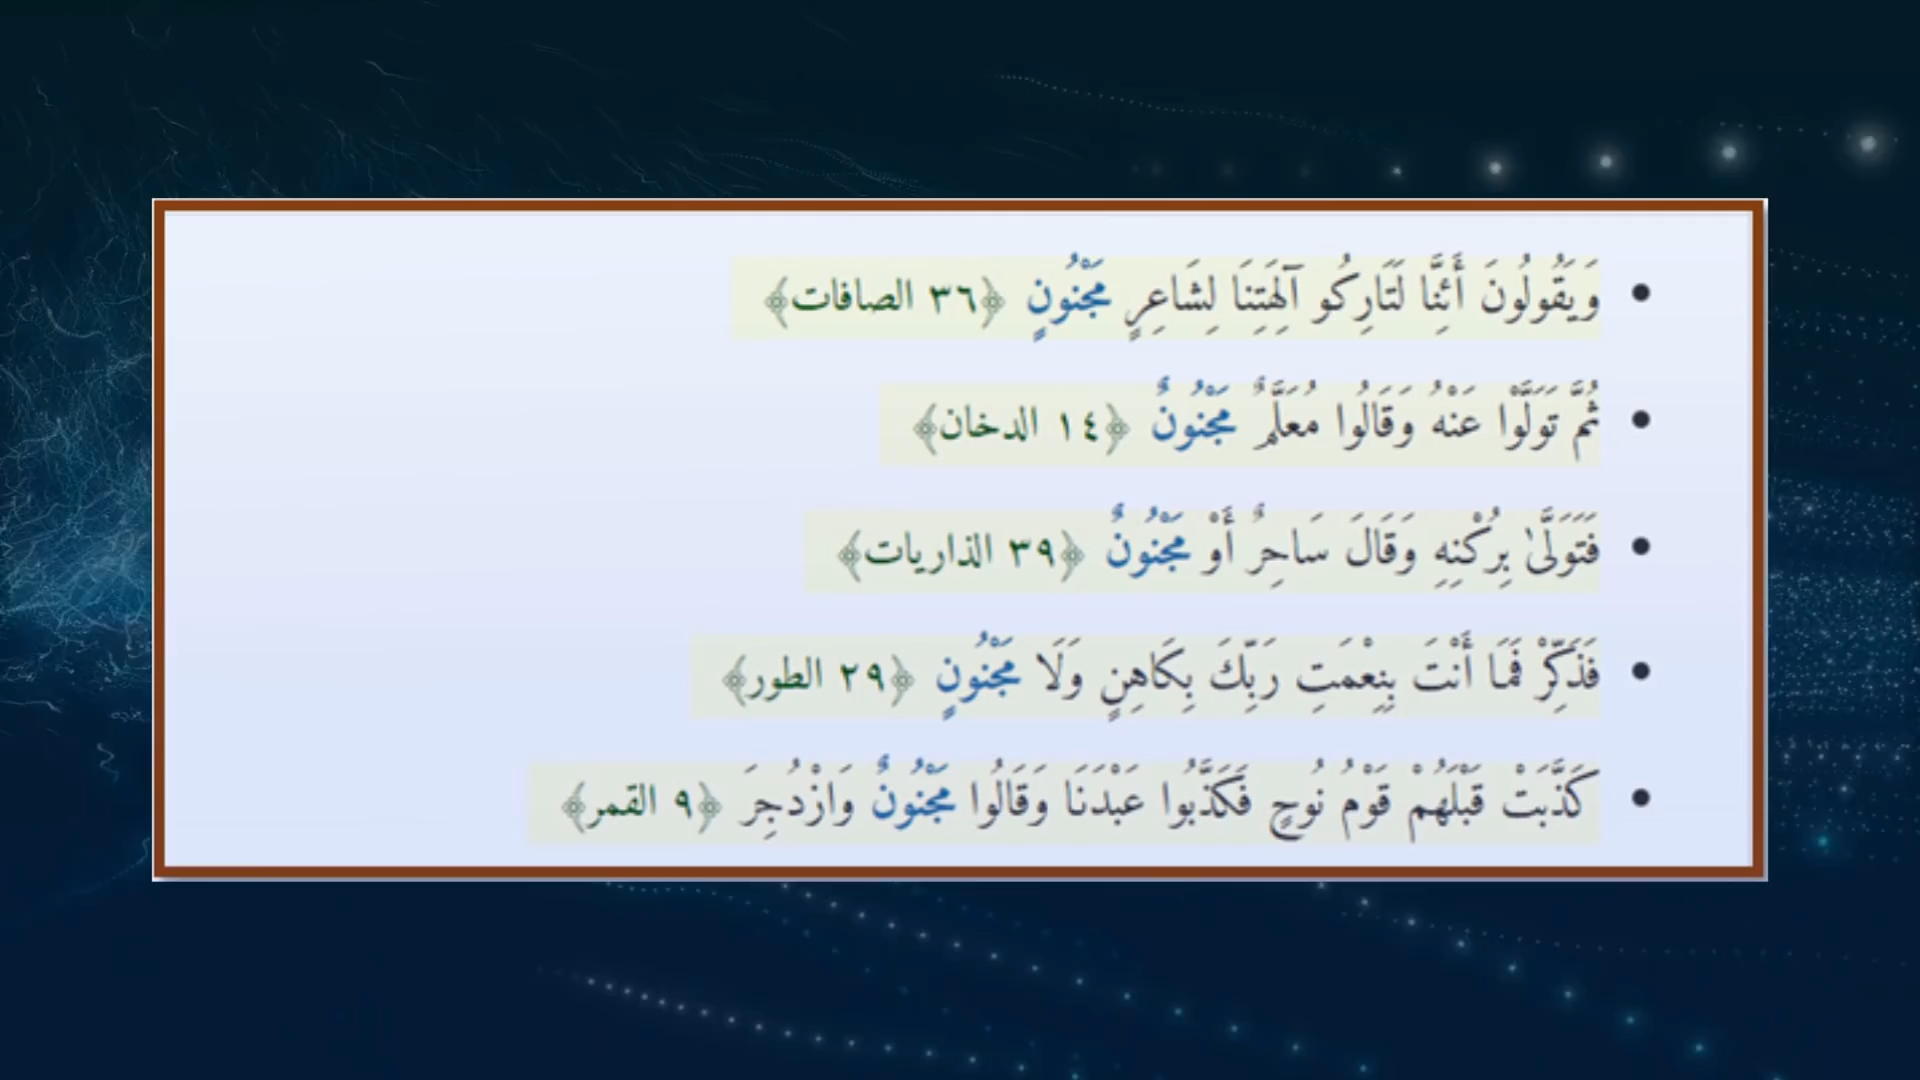 • وَيَقُولُونَ أَئِنَّا لَتَارِكُو آلِهَتِنَا لِشَاعِرٍ مَجْنُونٍ ﴿٣٦ الصافات﴾
• ثُمَّ تَوَلَّوْا عَنْهُ وَقَالُوا مُعَلَّمٌ مَجْنُونٌ ﴿١٤ الدخان﴾
• فَتَوَلَّىٰ بِرُكْنِهِ وَقَالَ سَاحِرٌ أَوْ مَجْنُونٌ ﴿٣٩ الذاريات﴾
• فَذَكِّرْ فَمَا أَنْتَ بِنِعْمَتِ رَبِّكَ بِكَاهِنٍ وَلَا مَجْنُونٍ ﴿٢٩ الطور﴾
• كَذَّبَتْ قَبْلَهُمْ قَوْمُ نُوحٍ فَكَذَّبُوا عَبْدَنَا وَقَالُوا مَجْنُونٌ وَازْدُجِرَ ﴿٩ القمر﴾